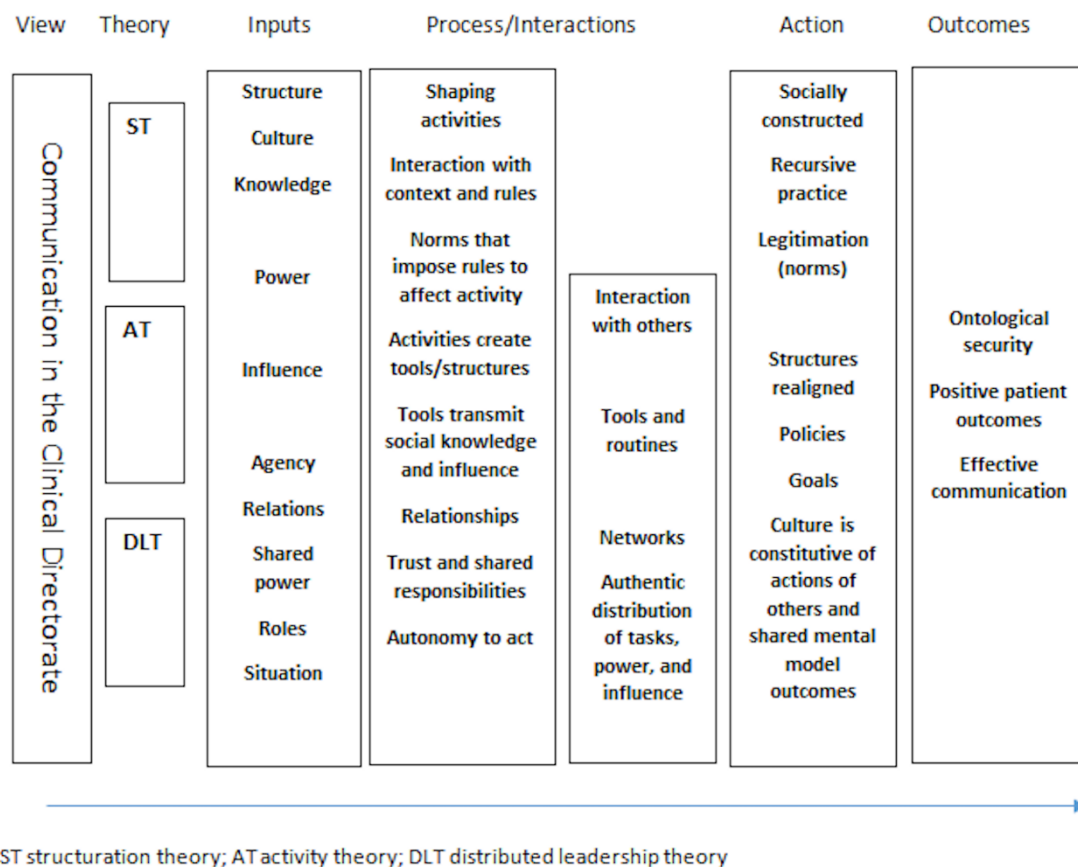 View
Theory
Inputs
Process/Interactions
Action
Outcomes
Communication in the Clinical Directorate
ST
AT
DLT
Structure
Culture
Knowledge
Power
Influence
Agency
Relations
Shared
power
Roles
Situation
Shaping
activities
Interaction with
context and rules
Norms that
impose rules to
affect activity
Activities create
tools/structures
Tools transmit
social knowledge
and influence
Relationships
Trust and shared
responsibilities
Autonomy to act
Interaction
with others
Tools and
routines
Networks
Authentic
distribution
of tasks,
power, and
influence
Socially
constructed
Recursive
practice
Legitimation
(norms)
Structures
realigned
Policies
Goals
Culture is
constitutive of
actions of
others and
shared mental
model
outcomes
Ontological
security
Positive patient
outcomes
Effective
communication
ST structuration theory; AT activity theory; DLT distributed leadership theory